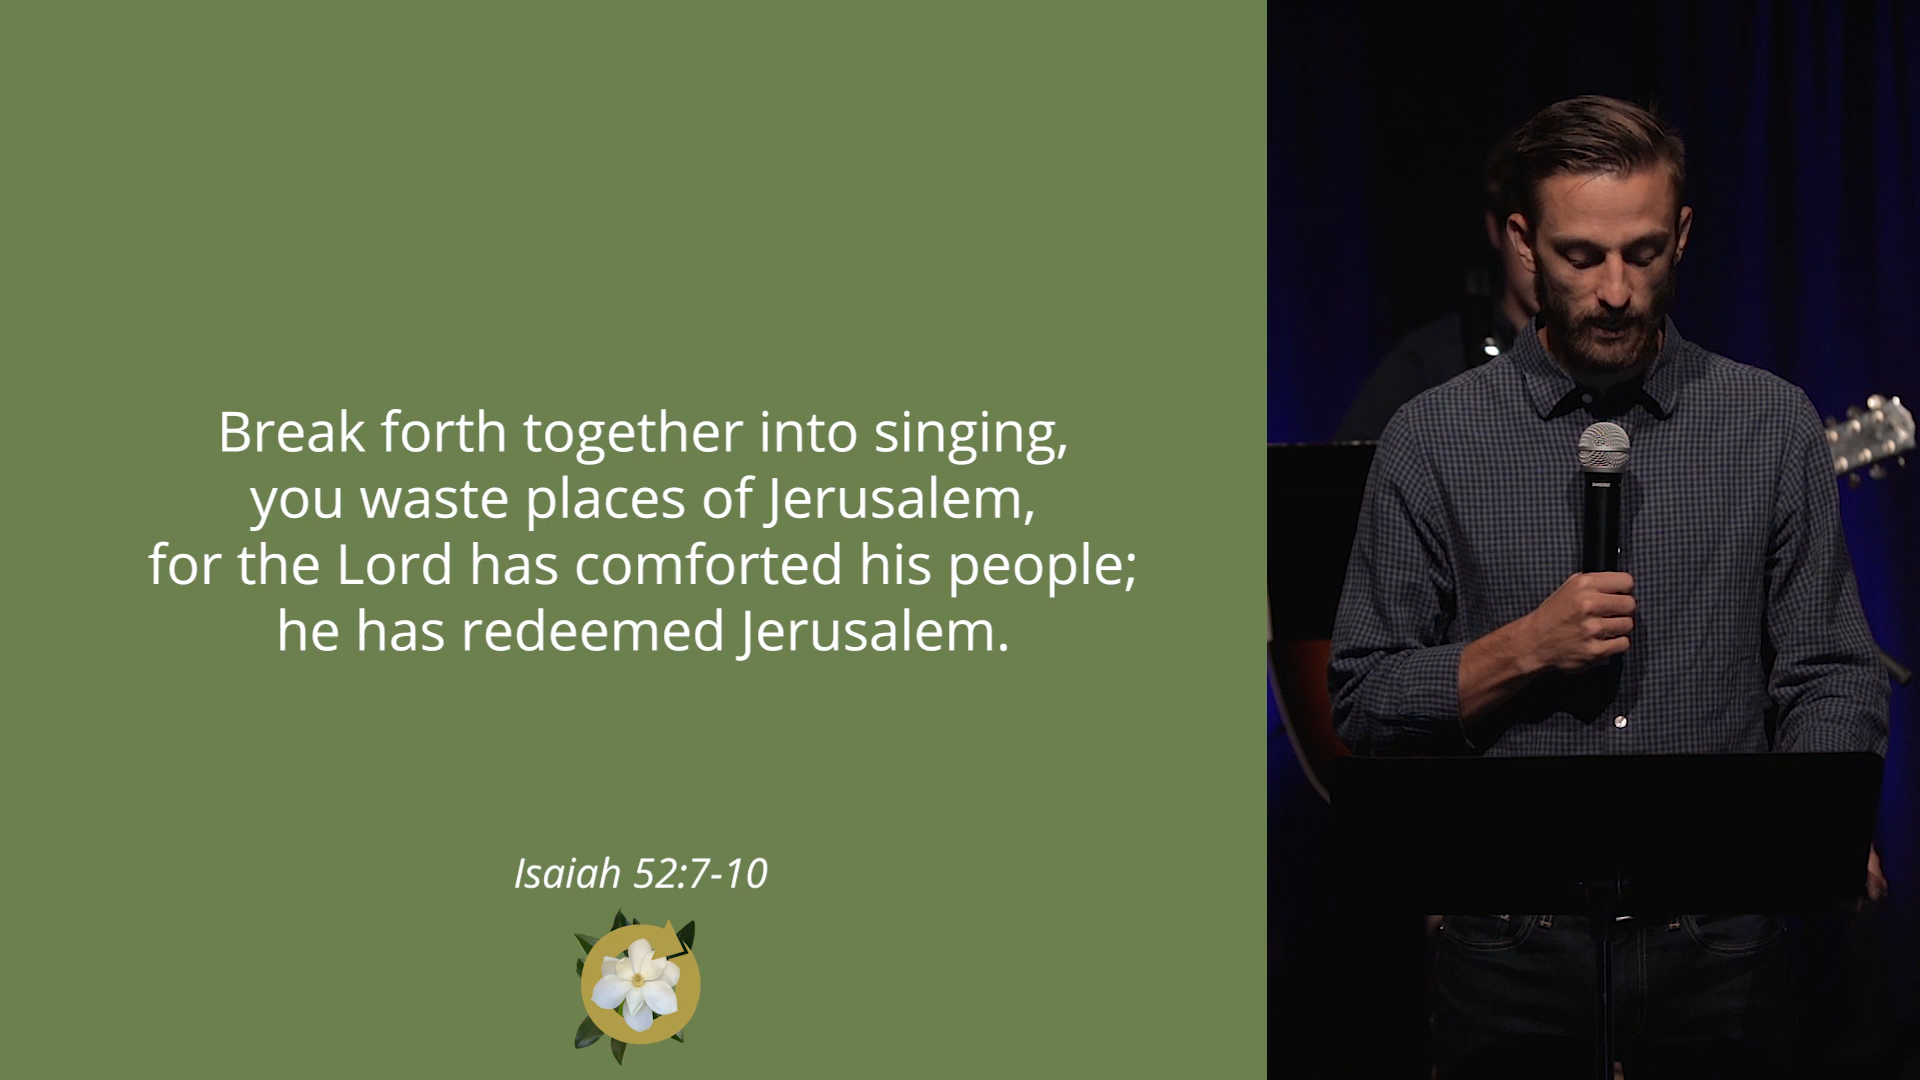 Break forth together into singing,
you waste places of Jerusalem,
for the Lord has comforted his people;
he has redeemed Jerusalem.
Isaiah 52:7-10